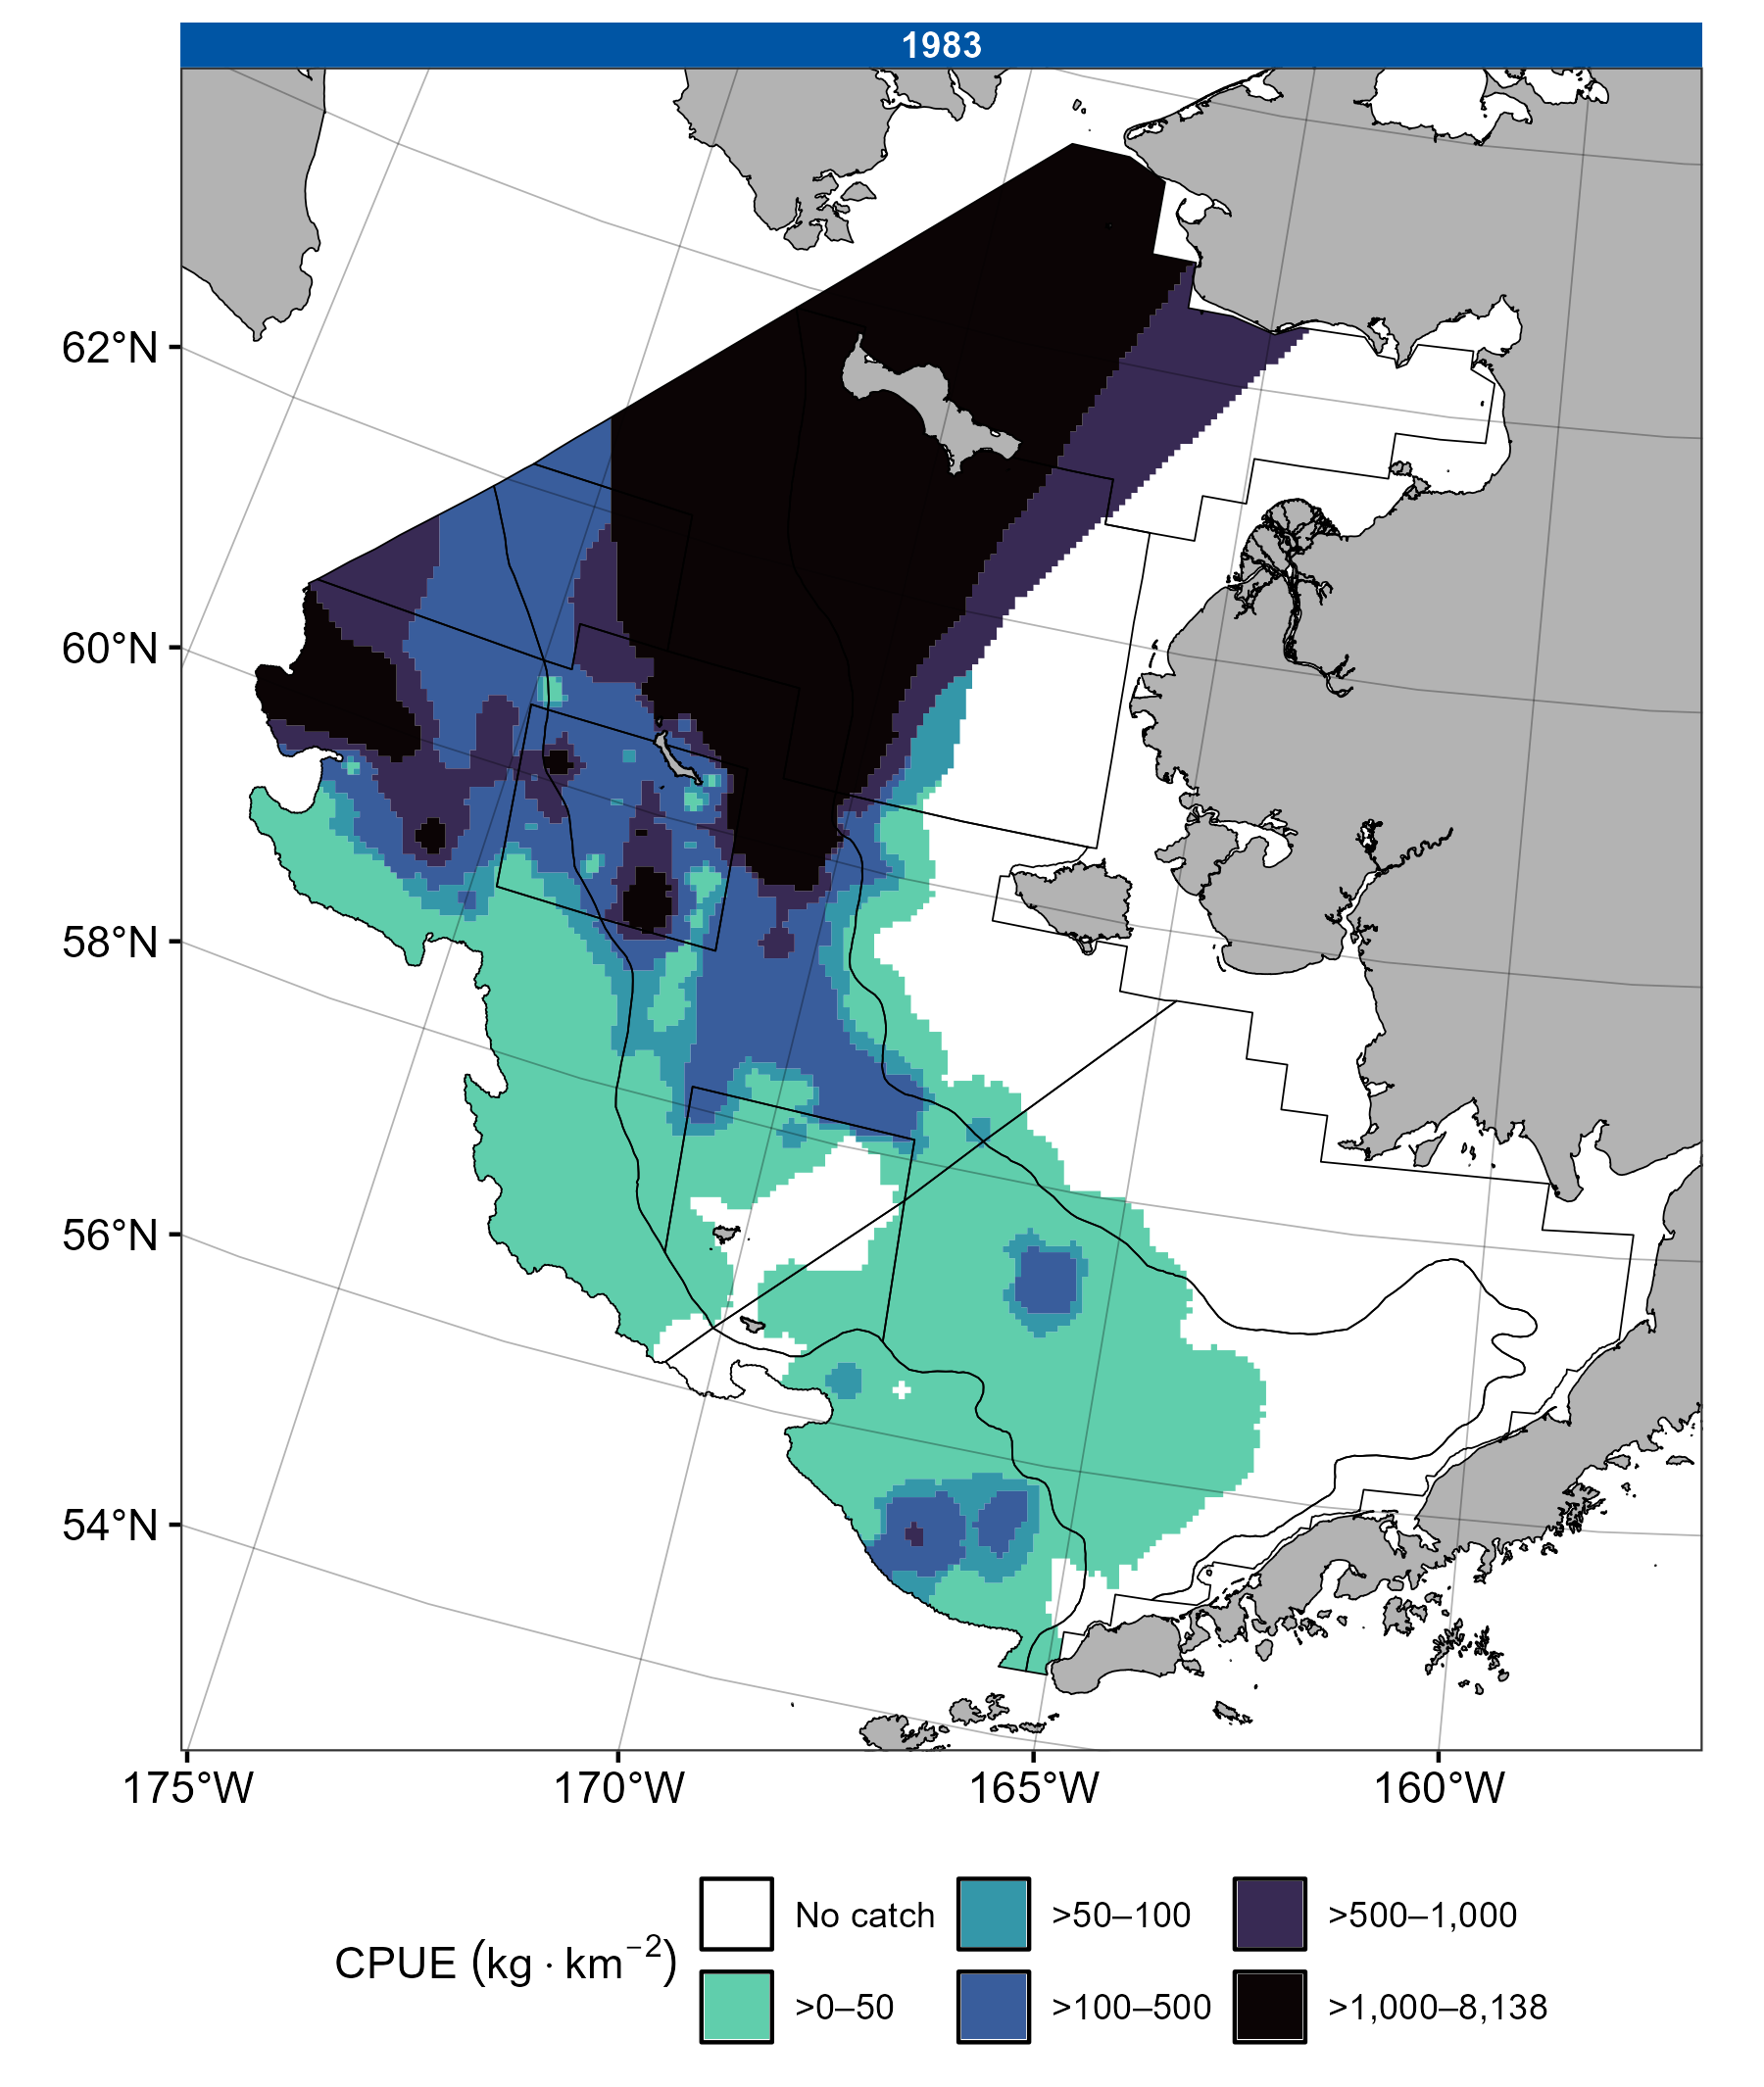 1983
62°N
60°N
58°N
56°N
54°N
175°W 170°W 165°W 160°W
CPUE (kg · km⁻²)
No catch >50–100 >500–1,000
>0–50 >100–500 >1,000–8,138